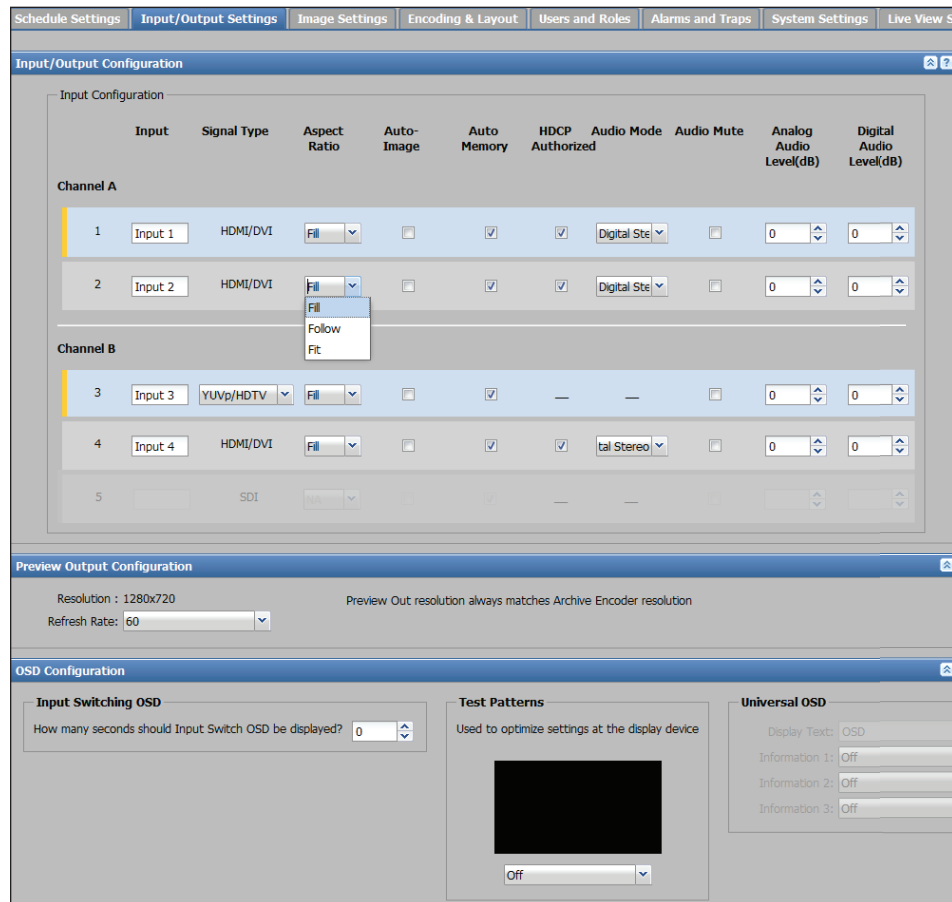 Schedule Settings Input/Output Settings Image Settings Encoding & Layout Users and Roles Alarms and Traps System Settings Live View S
Input/Output Configuration ?
Input Configuration
Input Signal Type Aspect Ratio Auto-Image Auto Memory HDCP Authorized Audio Mode Audio Mute Analog Audio Level(dB) Digital Audio Level(dB)
Channel A
1 Input 1 HDMI/DVI Fill Digital Ste 0 0
2 Input 2 HDMI/DVI Fill Digital Ste 0 0
Fill
Follow
Fit
Channel B
3 Input 3 YUVp/HDTV Fill — — 0 0
4 Input 4 HDMI/DVI Fill tal Stereo 0 0
5 SDI NA — —
Preview Output Configuration
Resolution : 1280x720 Preview Out resolution always matches Archive Encoder resolution
Refresh Rate: 60
OSD Configuration
Input Switching OSD
How many seconds should Input Switch OSD be displayed? 0
Test Patterns
Used to optimize settings at the display device
Off
Universal OSD
Display Text: OSD
Information 1: Off
Information 2: Off
Information 3: Off